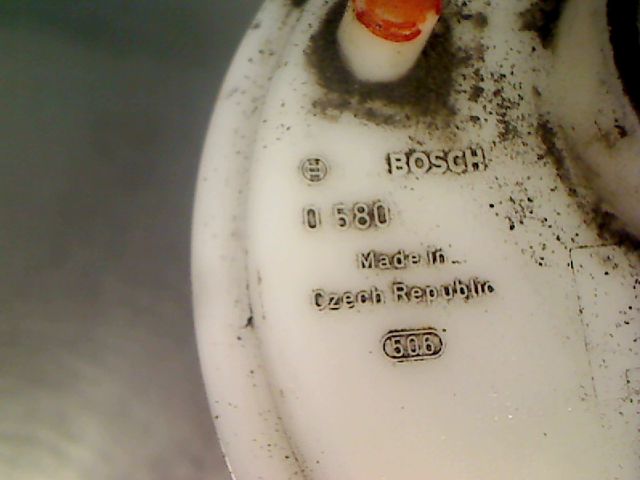 BOSCH
0 580
Made in
Czech Republic
506